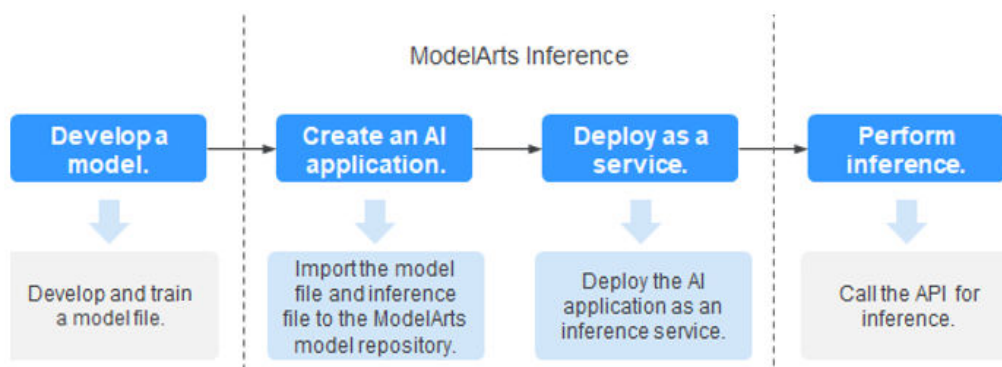 ModelArts Inference
Develop a
model.
Create an AI
application.
Deploy as a
service.
Perform
inference.
Develop and train
a model file.
Import the model
file and inference
file to the ModelArts
model repository.
Deploy the AI
application as an
inference service.
Call the API for
inference.